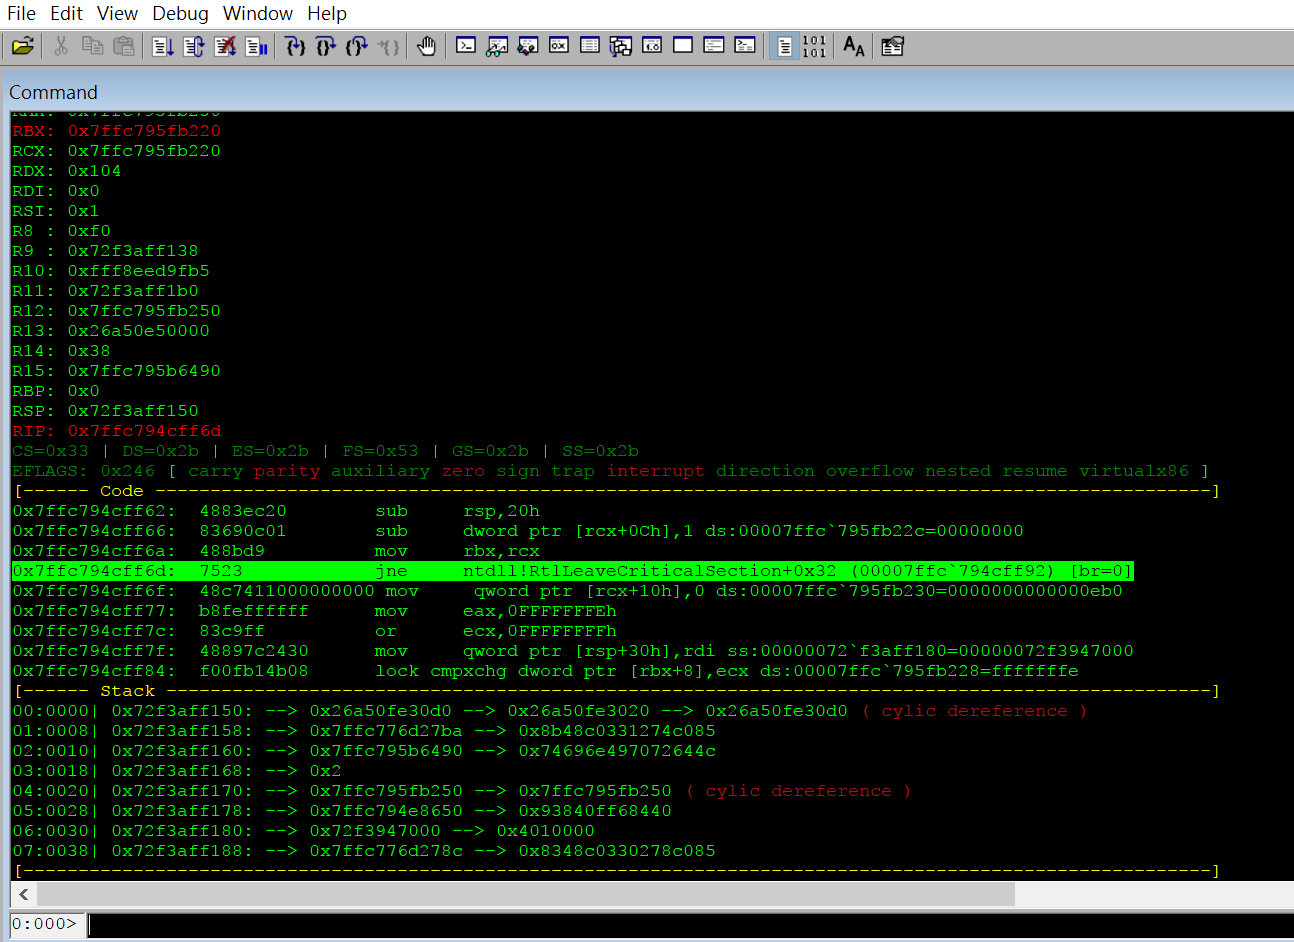 File Edit View Debug Window Help
101
101
AA
Command
RBX: 0x7ffc795fb220
RCX: 0x7ffc795fb220
RDX: 0x104
RDI: 0x0
RSI: 0x1
R8 : 0xf0
R9 : 0x72f3aff138
R10: 0xfff8eed9fb5
R11: 0x72f3aff1b0
R12: 0x7ffc795fb250
R13: 0x26a50e50000
R14: 0x38
R15: 0x7ffc795b6490
RBP: 0x0
RSP: 0x72f3aff150
RIP: 0x7ffc794cff6d
CS=0x33 | DS=0x2b | ES=0x2b | FS=0x53 | GS=0x2b | SS=0x2b
EFLAGS: 0x246 [ carry parity auxiliary zero sign trap interrupt direction overflow nested resume virtualx86 ]
[------ Code ------------------------------------------------------------------------------------------------]
0x7ffc794cff62: 4883ec20 sub rsp,20h
0x7ffc794cff66: 83690c01 sub dword ptr [rcx+0Ch],1 ds:00007ffc`795fb22c=00000000
0x7ffc794cff6a: 488bd9 mov rbx,rcx
0x7ffc794cff6d: 7523 jne ntdll!RtlLeaveCriticalSection+0x32 (00007ffc`794cff92) [br=0]
0x7ffc794cff6f: 48c7411000000000 mov qword ptr [rcx+10h],0 ds:00007ffc`795fb230=0000000000000eb0
0x7ffc794cff77: b8feffffff mov eax,0FFFFFFFEh
0x7ffc794cff7c: 83c9ff or ecx,0FFFFFFFFh
0x7ffc794cff7f: 48897c2430 mov qword ptr [rsp+30h],rdi ss:00000072`f3aff180=00000072f3947000
0x7ffc794cff84: f00fb14b08 lock cmpxchg dword ptr [rbx+8],ecx ds:00007ffc`795fb228=fffffffe
[------ Stack -----------------------------------------------------------------------------------------------]
00:0000| 0x72f3aff150: --> 0x26a50fe30d0 --> 0x26a50fe3020 --> 0x26a50fe30d0 ( cylic dereference )
01:0008| 0x72f3aff158: --> 0x7ffc776d27ba --> 0x8b48c0331274c085
02:0010| 0x72f3aff160: --> 0x7ffc795b6490 --> 0x74696e497072644c
03:0018| 0x72f3aff168: --> 0x2
04:0020| 0x72f3aff170: --> 0x7ffc795fb250 --> 0x7ffc795fb250 ( cylic dereference )
05:0028| 0x72f3aff178: --> 0x7ffc794e8650 --> 0x93840ff68440
06:0030| 0x72f3aff180: --> 0x72f3947000 --> 0x4010000
07:0038| 0x72f3aff188: --> 0x7ffc776d278c --> 0x8348c0330278c085
[------------------------------------------------------------------------------------------------------------]
0:000>